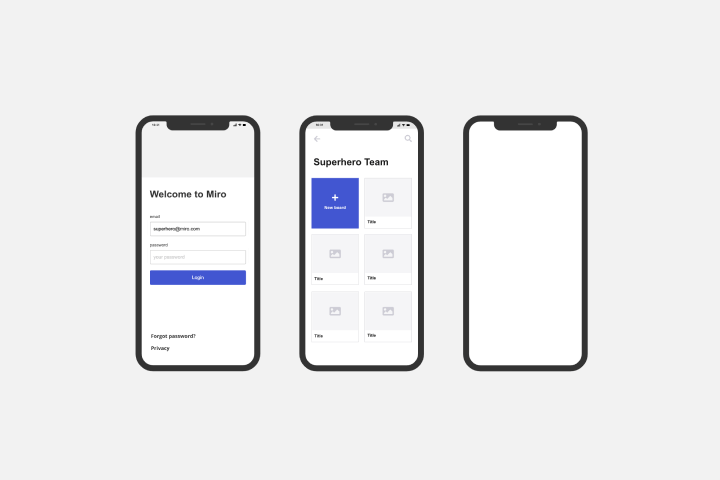 Welcome to Miro
email
superhero@miro.com
password
your password
Login
Forgot password?
Privacy
Superhero Team
New board
Title
Title
Title
Title
Title